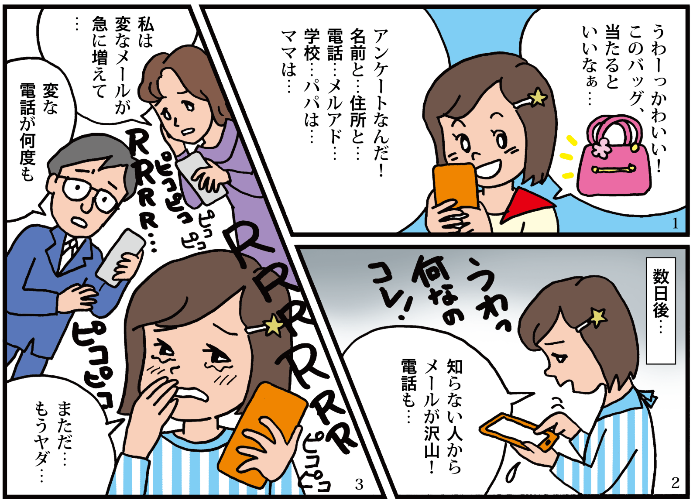 うわーっかわいい！
このバッグ、
当たると
いいなぁ…
アンケートなんだ！
名前と…住所と…
電話…メルアド…
学校…パパは…
ママは…
1
数日後…
うわっ
何なの
コレ！
知らない人から
メールが沢山！
電話も…
2
私は
変なメールが
急に増えて
…
変な
電話が何度も
RRRR…
ピコピコ
ピコピコ
RRRRRRR
ピコピコ
ピコピコ
まただ…
もうヤダ…
3